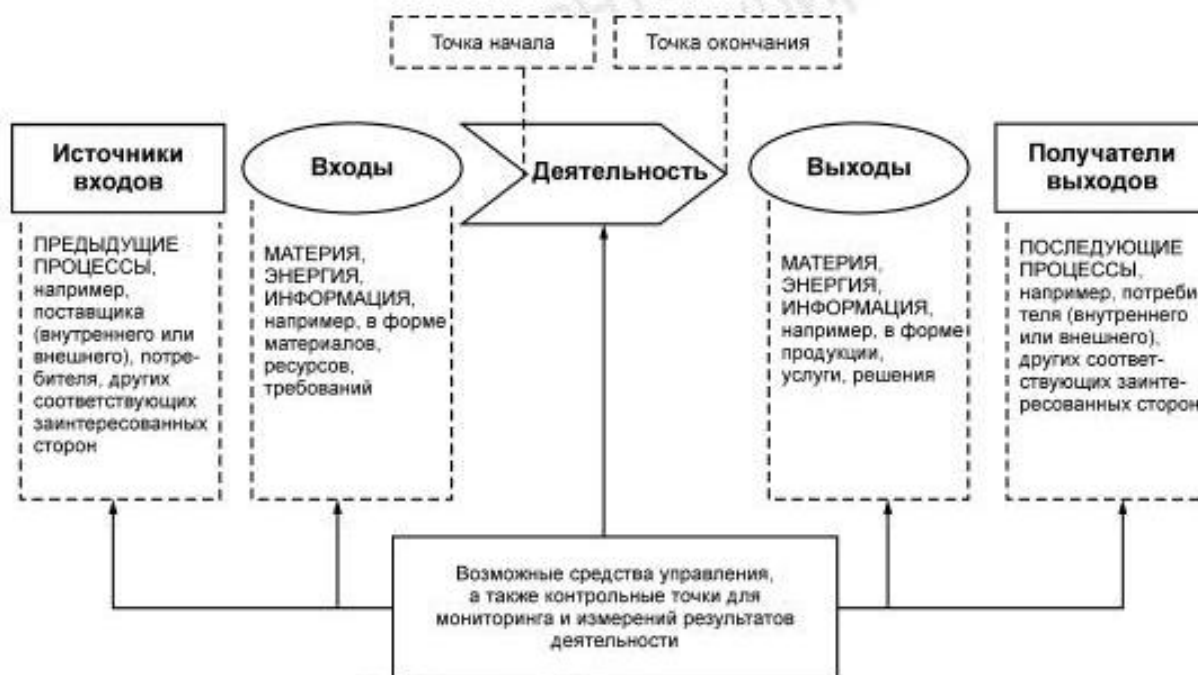 Точка начала
Точка окончания
Источники
входов
Входы
Деятельность
Выходы
Получатели
выходов
ПРЕДЫДУЩИЕ
ПРОЦЕССЫ,
например,
поставщика
(внутреннего или
внешнего), потре-
бителя, других
соответствующих
заинтересованных
сторон
МАТЕРИЯ,
ЭНЕРГИЯ,
ИНФОРМАЦИЯ,
например, в форме
материалов,
ресурсов,
требований
МАТЕРИЯ,
ЭНЕРГИЯ,
ИНФОРМАЦИЯ,
например, в форме
продукции,
услуги, решения
ПОСЛЕДУЮЩИЕ
ПРОЦЕССЫ,
например, потреби
теля (внутреннего
или внешнего),
других соответ-
ствующих заинте-
ресованных сторон
Возможные средства управления,
а также контрольные точки для
мониторинга и измерений результатов
деятельности